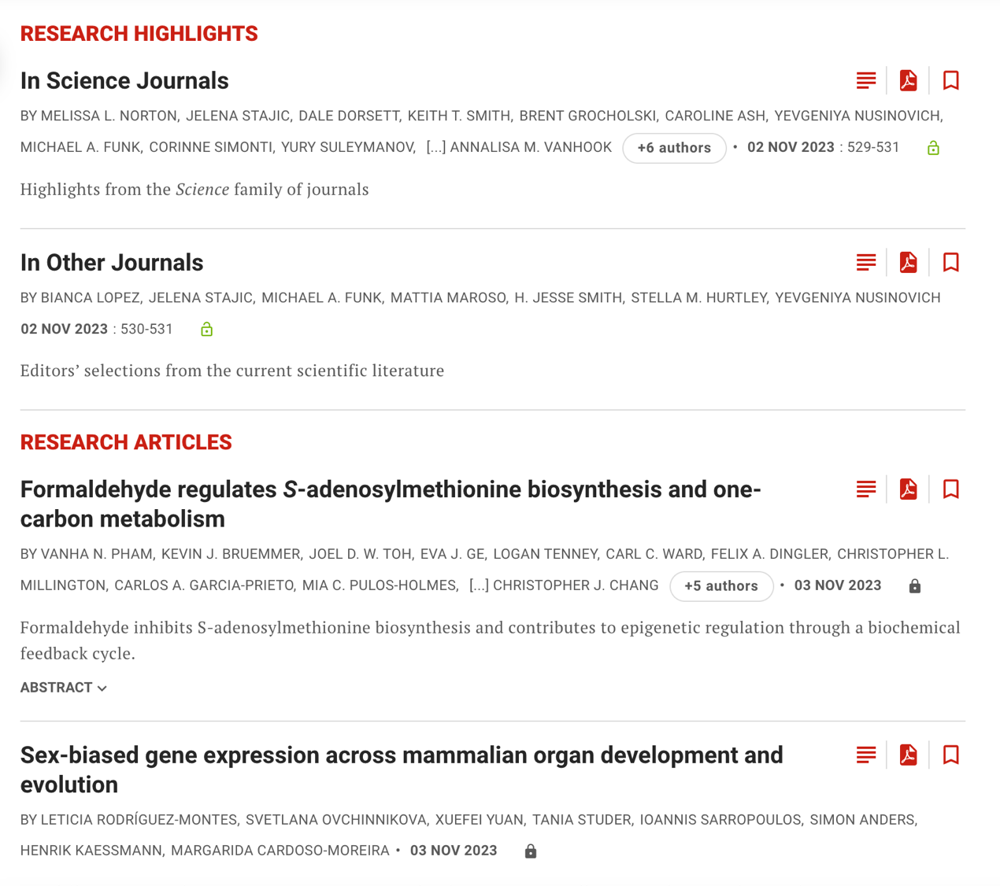 RESEARCH HIGHLIGHTS
In Science Journals
BY MELISSA L. NORTON, JELENA STAJIC, DALE DORSETT, KEITH T. SMITH, BRENT GROCHOLSKI, CAROLINE ASH, YEVGENIYA NUSINOVICH,
MICHAEL A. FUNK, CORINNE SIMONTI, YURY SULEYMANOV, [...] ANNALISA M. VANHOOK +6 authors • 02 NOV 2023 : 529-531
Highlights from the Science family of journals
In Other Journals
BY BIANCA LOPEZ, JELENA STAJIC, MICHAEL A. FUNK, MATTIA MAROSO, H. JESSE SMITH, STELLA M. HURTLEY, YEVGENIYA NUSINOVICH
02 NOV 2023 : 530-531
Editors’ selections from the current scientific literature
RESEARCH ARTICLES
Formaldehyde regulates S-adenosylmethionine biosynthesis and one-
carbon metabolism
BY VANHA N. PHAM, KEVIN J. BRUEMMER, JOEL D. W. TOH, EVA J. GE, LOGAN TENNEY, CARL C. WARD, FELIX A. DINGLER, CHRISTOPHER L.
MILLINGTON, CARLOS A. GARCIA-PRIETO, MIA C. PULOS-HOLMES, [...] CHRISTOPHER J. CHANG +5 authors • 03 NOV 2023
Formaldehyde inhibits S-adenosylmethionine biosynthesis and contributes to epigenetic regulation through a biochemical
feedback cycle.
ABSTRACT
Sex-biased gene expression across mammalian organ development and
evolution
BY LETICIA RODRÍGUEZ-MONTES, SVETLANA OVCHINNIKOVA, XUEFEI YUAN, TANIA STUDER, IOANNIS SARROPOULOS, SIMON ANDERS,
HENRIK KAESSMANN, MARGARIDA CARDOSO-MOREIRA • 03 NOV 2023